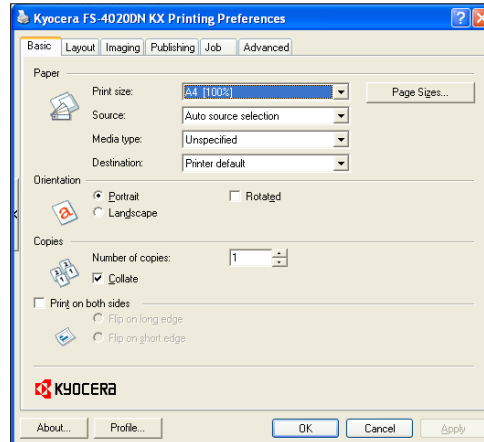 Kyocera FS-4020DN KX Printing Preferences
Basic Layout Imaging Publishing Job Advanced
Paper
Print size: A4 [100%] Page Sizes...
Source: Auto source selection
Media type: Unspecified
Destination: Printer default
Orientation
Portrait Rotated
Landscape
Copies
Number of copies: 1
Collate
Print on both sides
Flip on long edge
Flip on short edge
KYOCERA
About... Profile... OK Cancel Apply